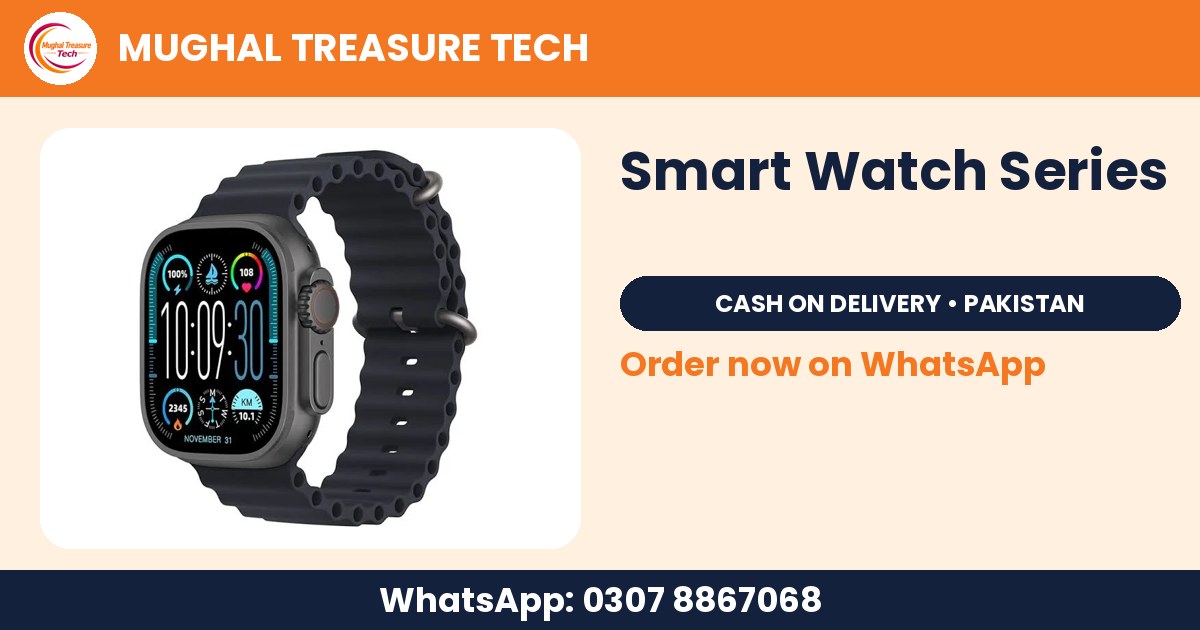 Mughal Treasure
Tech
MUGHAL TREASURE TECH
Smart Watch Series
CASH ON DELIVERY • PAKISTAN
Order now on WhatsApp
100%
108
10:09:30
2345
KM
10.1
NOVEMBER 31
WhatsApp: 0307 8867068